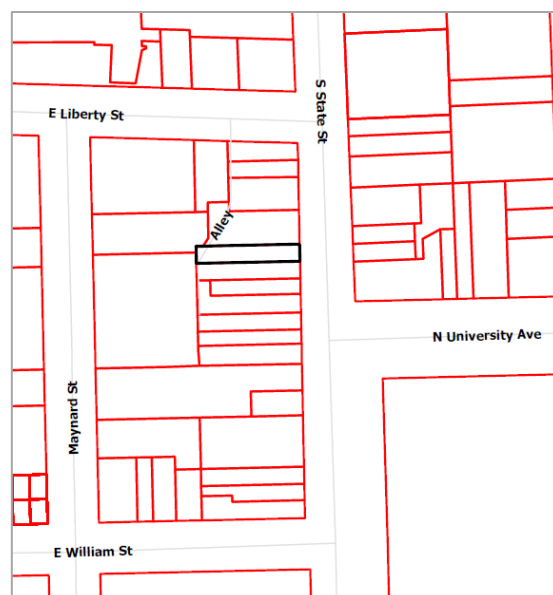 E Liberty St
S State St
Alley
N University Ave
Maynard St
E William St